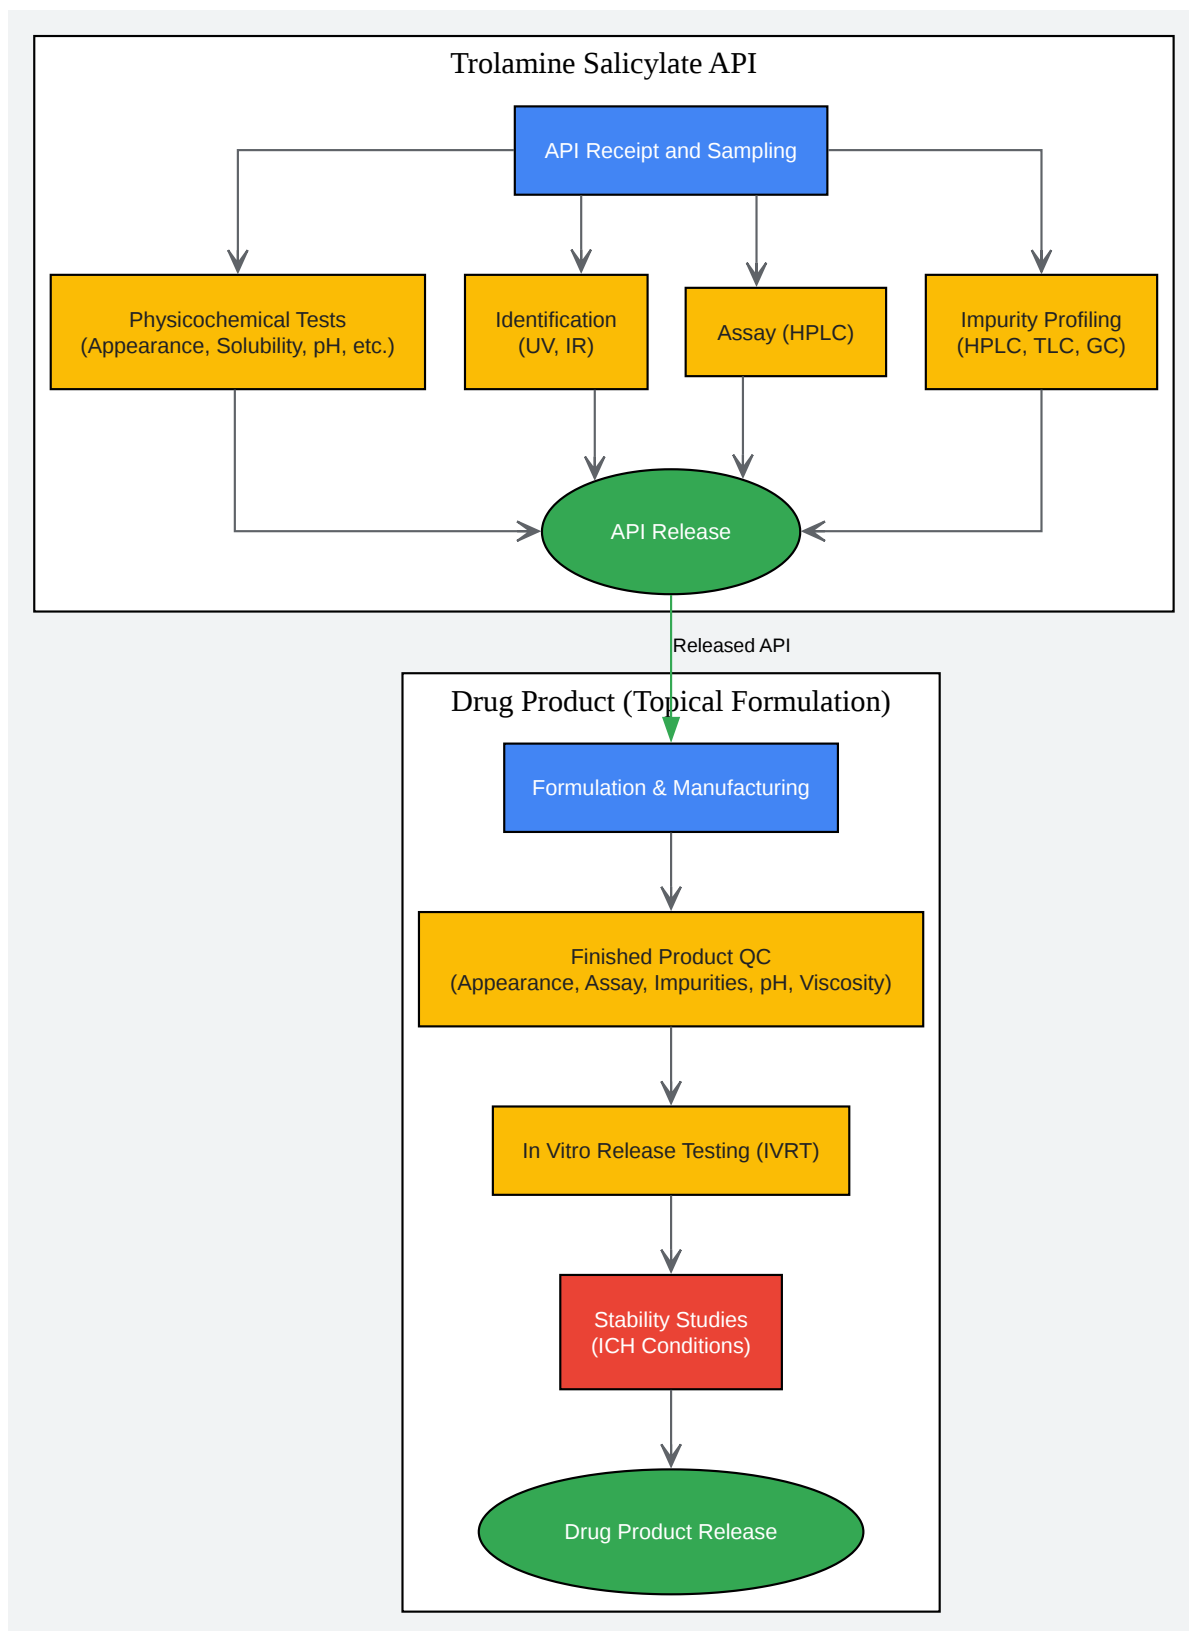 Trolamine Salicylate API
API Receipt and Sampling
Physicochemical Tests
(Appearance, Solubility, pH, etc.)
Identification
(UV, IR)
Assay (HPLC)
Impurity Profiling
(HPLC, TLC, GC)
API Release
Released API
Drug Product (Topical Formulation)
Formulation & Manufacturing
Finished Product QC
(Appearance, Assay, Impurities, pH, Viscosity)
In Vitro Release Testing (IVRT)
Stability Studies
(ICH Conditions)
Drug Product Release